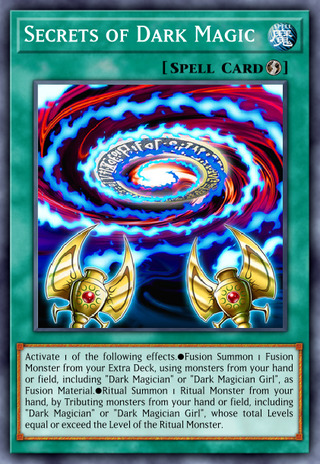 Secrets of Dark Magic
魔
[Spell Card]
Activate 1 of the following effects.●Fusion Summon 1 Fusion
Monster from your Extra Deck, using monsters from your hand
or field, including "Dark Magician" or "Dark Magician Girl", as
Fusion Material.●Ritual Summon 1 Ritual Monster from your
hand, by Tributing monsters from your hand or field, including
"Dark Magician" or "Dark Magician Girl", whose total Levels
equal or exceed the Level of the Ritual Monster.